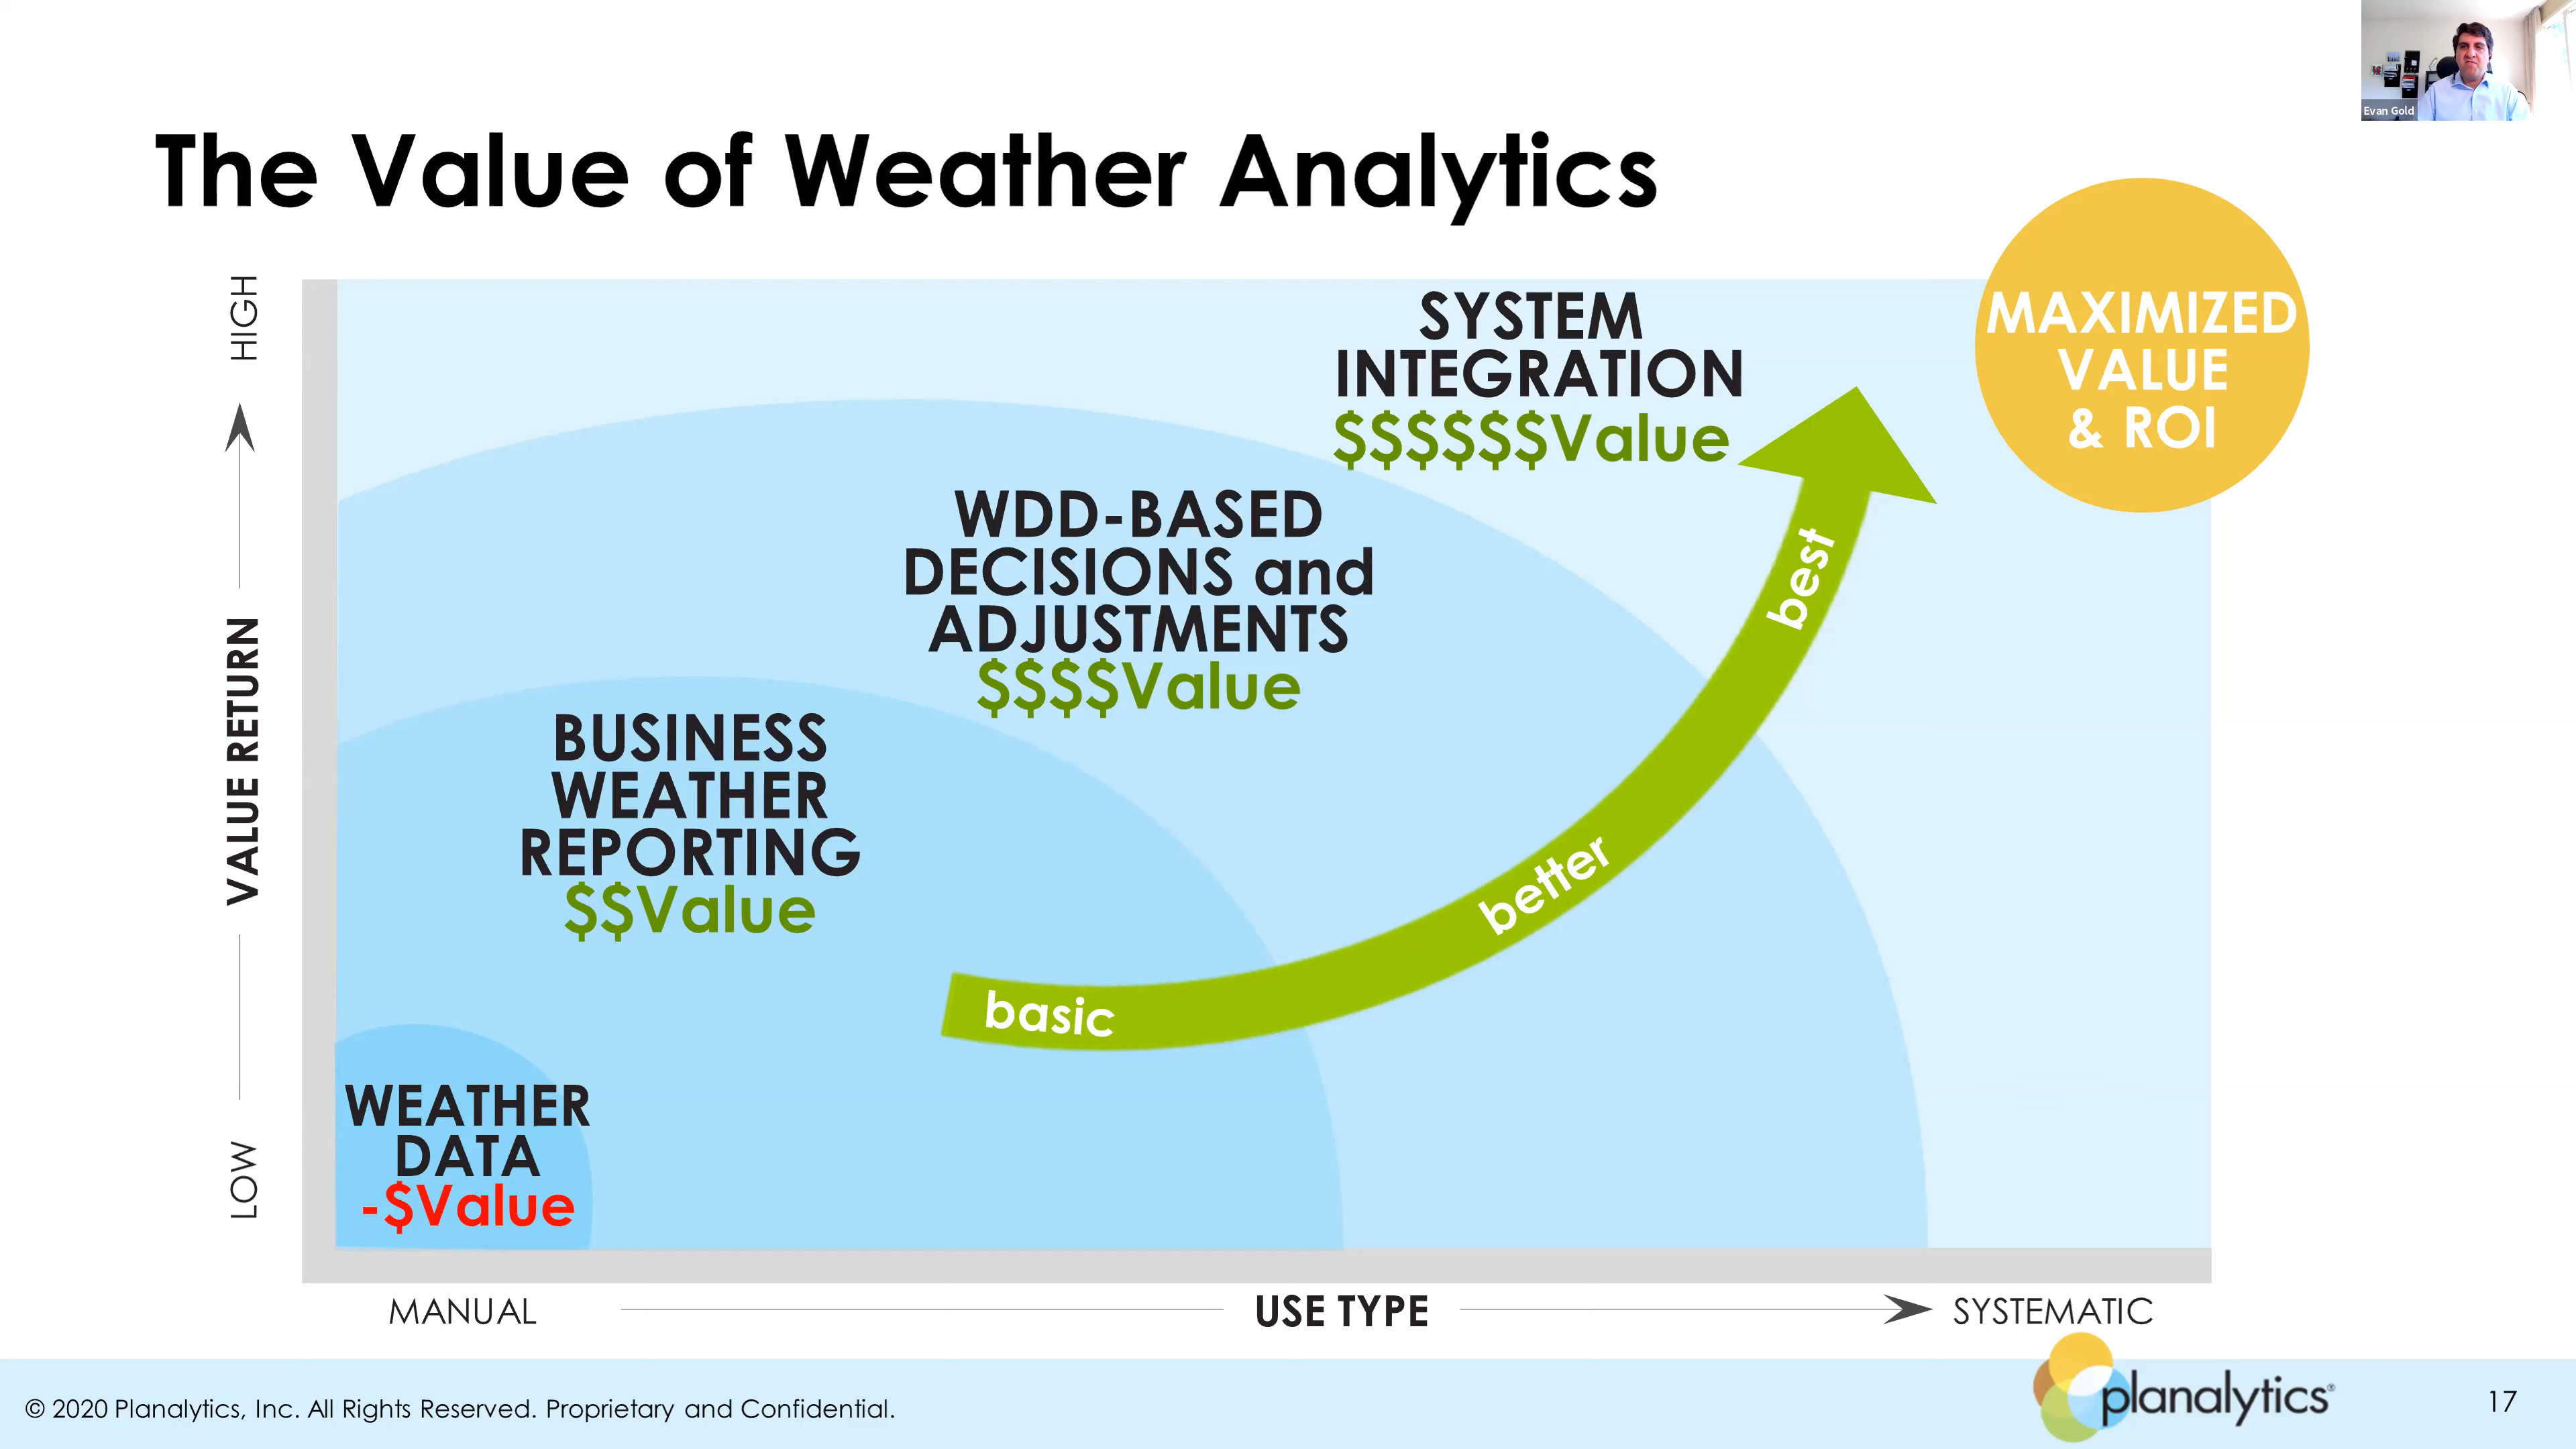 Evan Gold
The Value of Weather Analytics
HIGH
VALUE RETURN
LOW
MAXIMIZED
VALUE
& ROI
SYSTEM
INTEGRATION
$$$$$$Value
WDD-BASED
DECISIONS and
ADJUSTMENTS
$$$$Value
BUSINESS
WEATHER
REPORTING
$$Value
WEATHER
DATA
-$Value
basic
better
best
MANUAL
USE TYPE
SYSTEMATIC
© 2020 Planalytics, Inc. All Rights Reserved. Proprietary and Confidential.
planalytics®
17